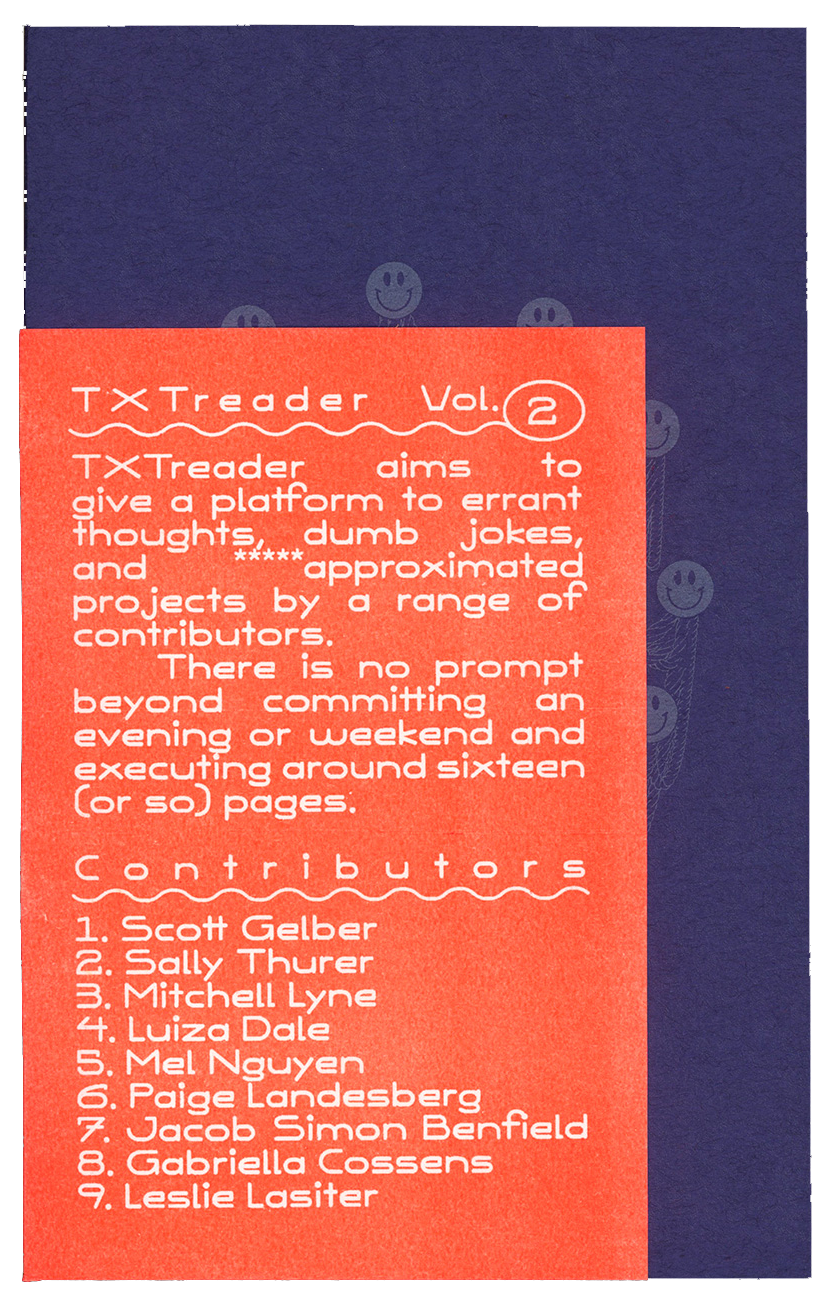 TXTreader Vol. 2
TXTreader aims to
give a platform to errant
thoughts, dumb jokes,
and *****approximated
projects by a range of
contributors.
There is no prompt
beyond committing an
evening or weekend and
executing around sixteen
(or so) pages.
Contributors
1. Scott Gelber
2. Sally Thurer
3. Mitchell Lyne
4. Luiza Dale
5. Mel Nguyen
6. Paige Landesberg
7. Jacob Simon Benfield
8. Gabriella Cossens
9. Leslie Lasiter